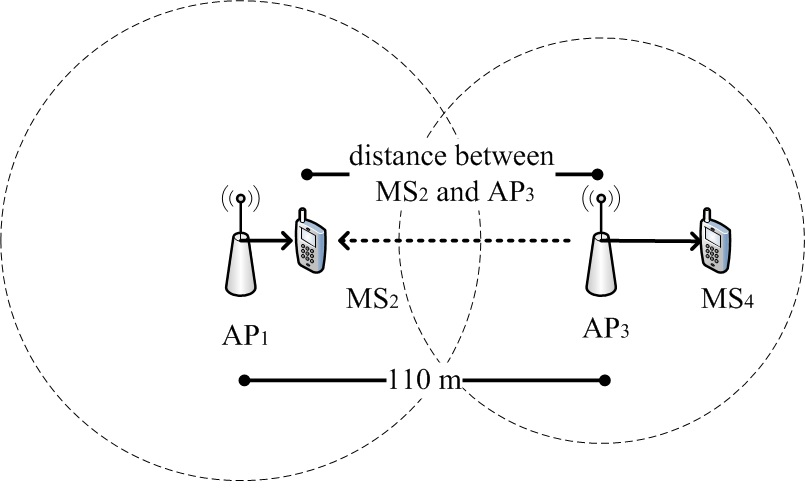 distance between
MS₂ and AP₃
MS₂
MS₄
AP₁
AP₃
110 m